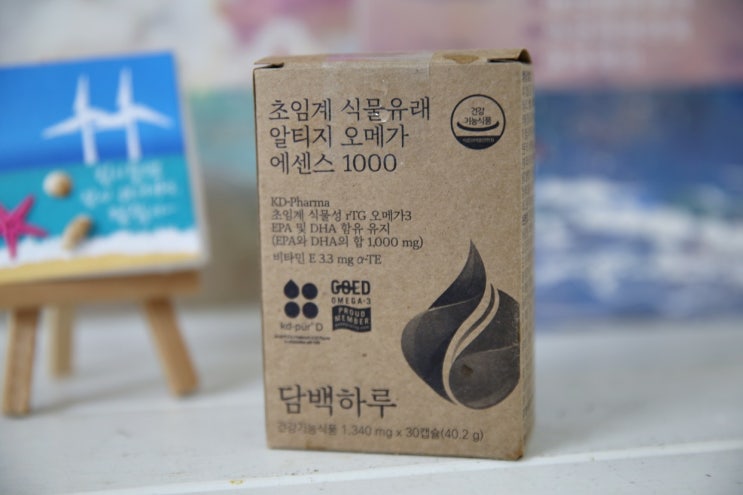 초임계 식물유래
알티지 오메가
에센스 1000
건강
기능식품
KD-Pharma
초임계 식물성 rTG 오메가3
EPA 및 DHA 함유 유지
(EPA와 DHA의 합 1,000 mg)
비타민 E 3.3 mg α-TE
kd-pür® D
GOED
OMEGA-3
PROUD
MEMBER
담백하루
건강기능식품 1,340 mg x 30캡슐(40.2 g)